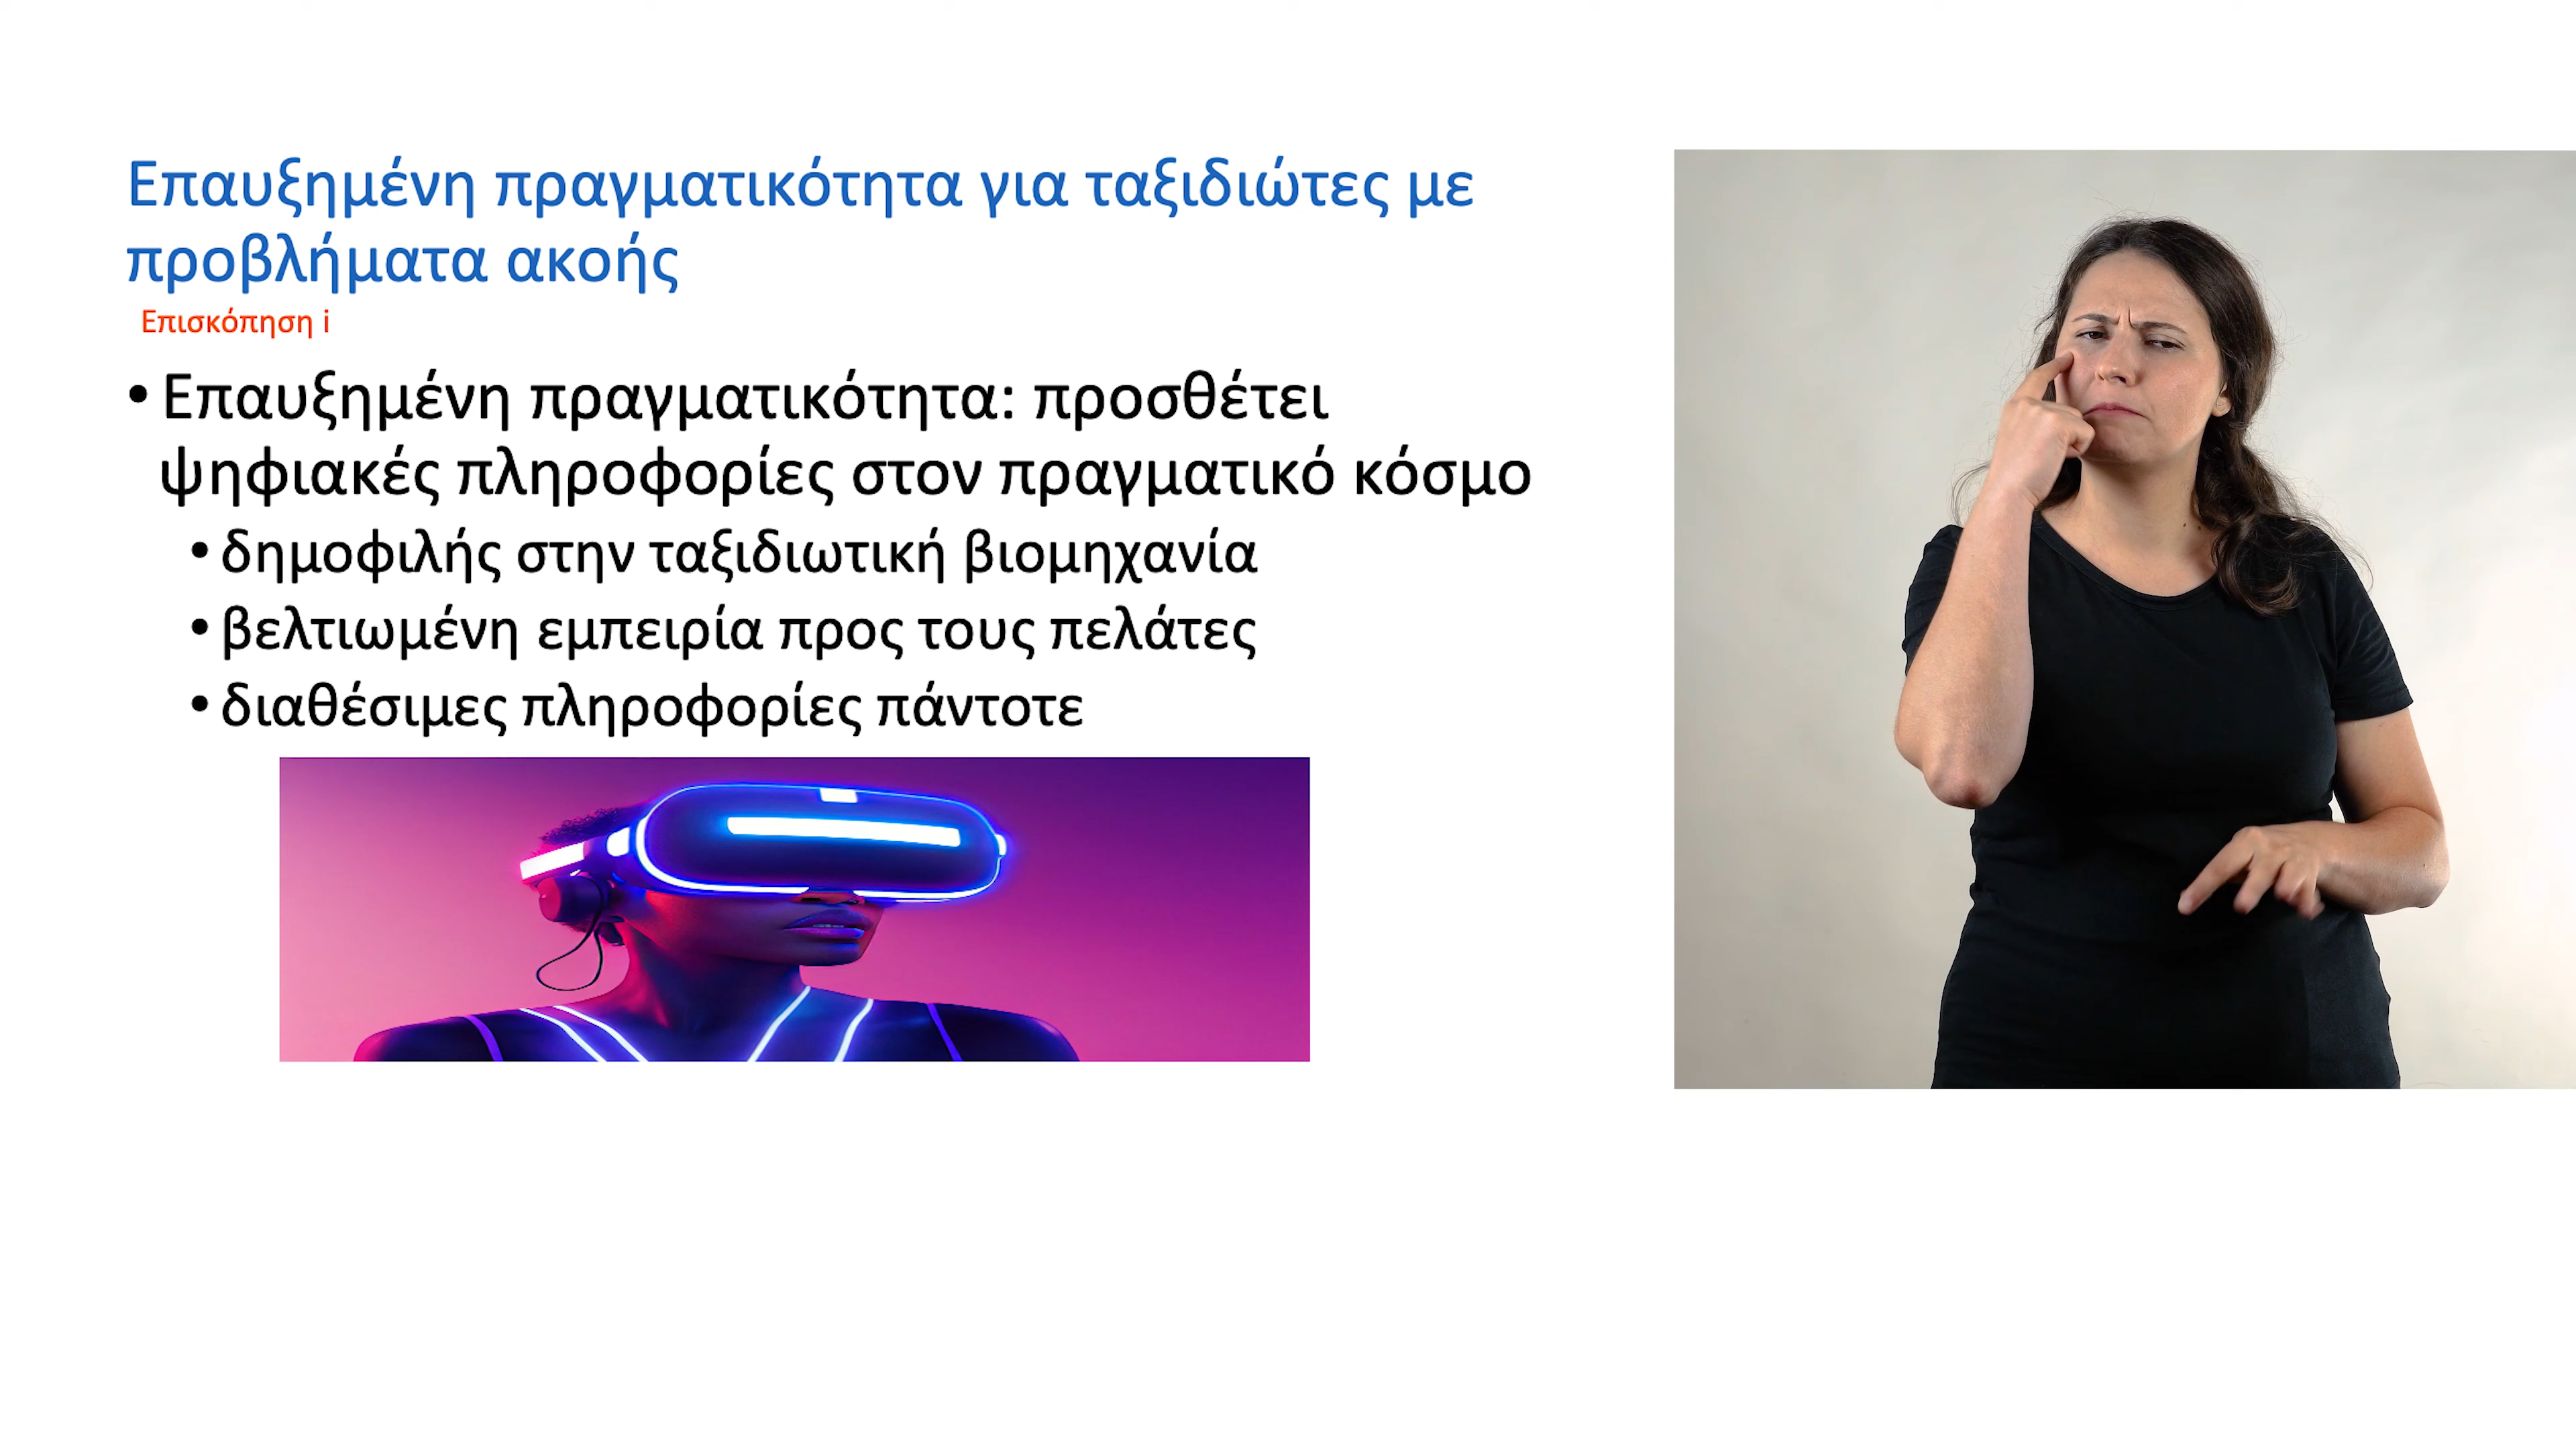 Επαυξημένη πραγματικότητα για ταξιδιώτες με
προβλήματα ακοής
Επισκόπηση i
• Επαυξημένη πραγματικότητα: προσθέτει
ψηφιακές πληροφορίες στον πραγματικό κόσμο
• δημοφιλής στην ταξιδιωτική βιομηχανία
• βελτιωμένη εμπειρία προς τους πελάτες
• διαθέσιμες πληροφορίες πάντοτε